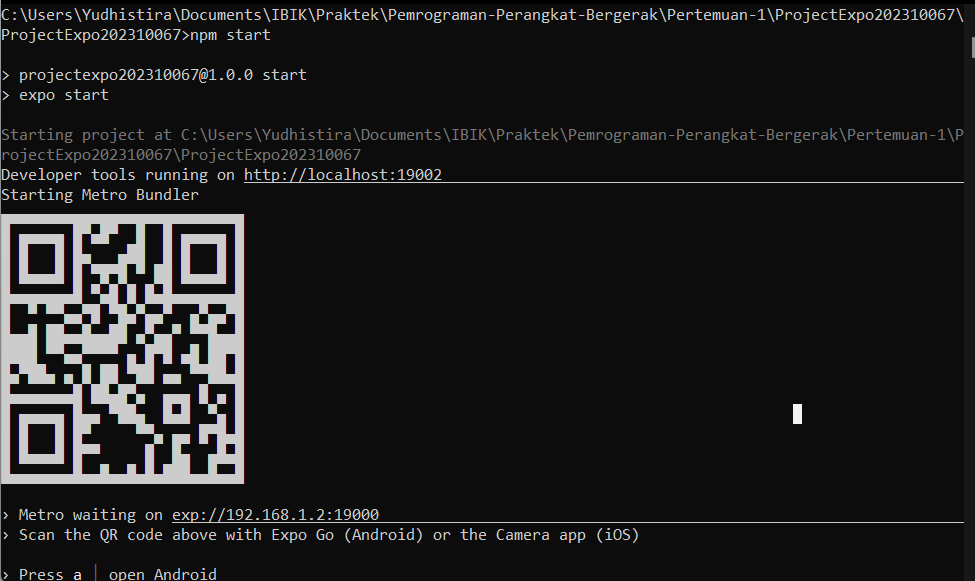 C:\Users\Yudhistira\Documents\IBIK\Praktek\Pemrograman-Perangkat-Bergerak\Pertemuan-1\ProjectExpo202310067\
ProjectExpo202310067>npm start
> projectexpo202310067@1.0.0 start
> expo start
Starting project at C:\Users\Yudhistira\Documents\IBIK\Praktek\Pemrograman-Perangkat-Bergerak\Pertemuan-1\P
rojectExpo202310067\ProjectExpo202310067
Developer tools running on http://localhost:19002
Starting Metro Bundler
› Metro waiting on exp://192.168.1.2:19000
› Scan the QR code above with Expo Go (Android) or the Camera app (iOS)
› Press a │ open Android